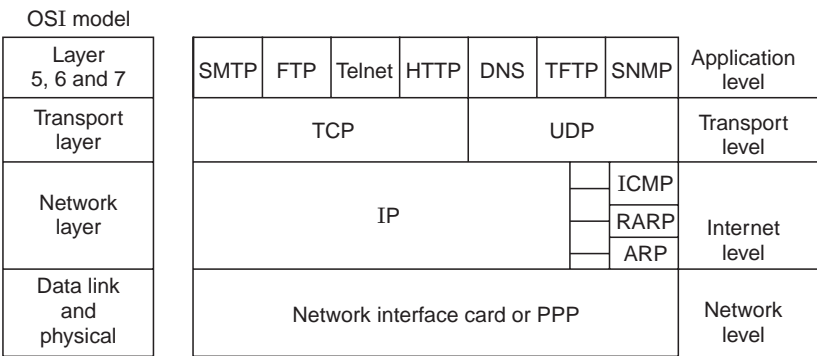 OSI model
Layer
5, 6 and 7
SMTP FTP Telnet HTTP DNS TFTP SNMP
Application
level
Transport
layer
TCP UDP
Transport
level
Network
layer
IP
ICMP
RARP
ARP
Internet
level
Data link
and
physical
Network interface card or PPP
Network
level